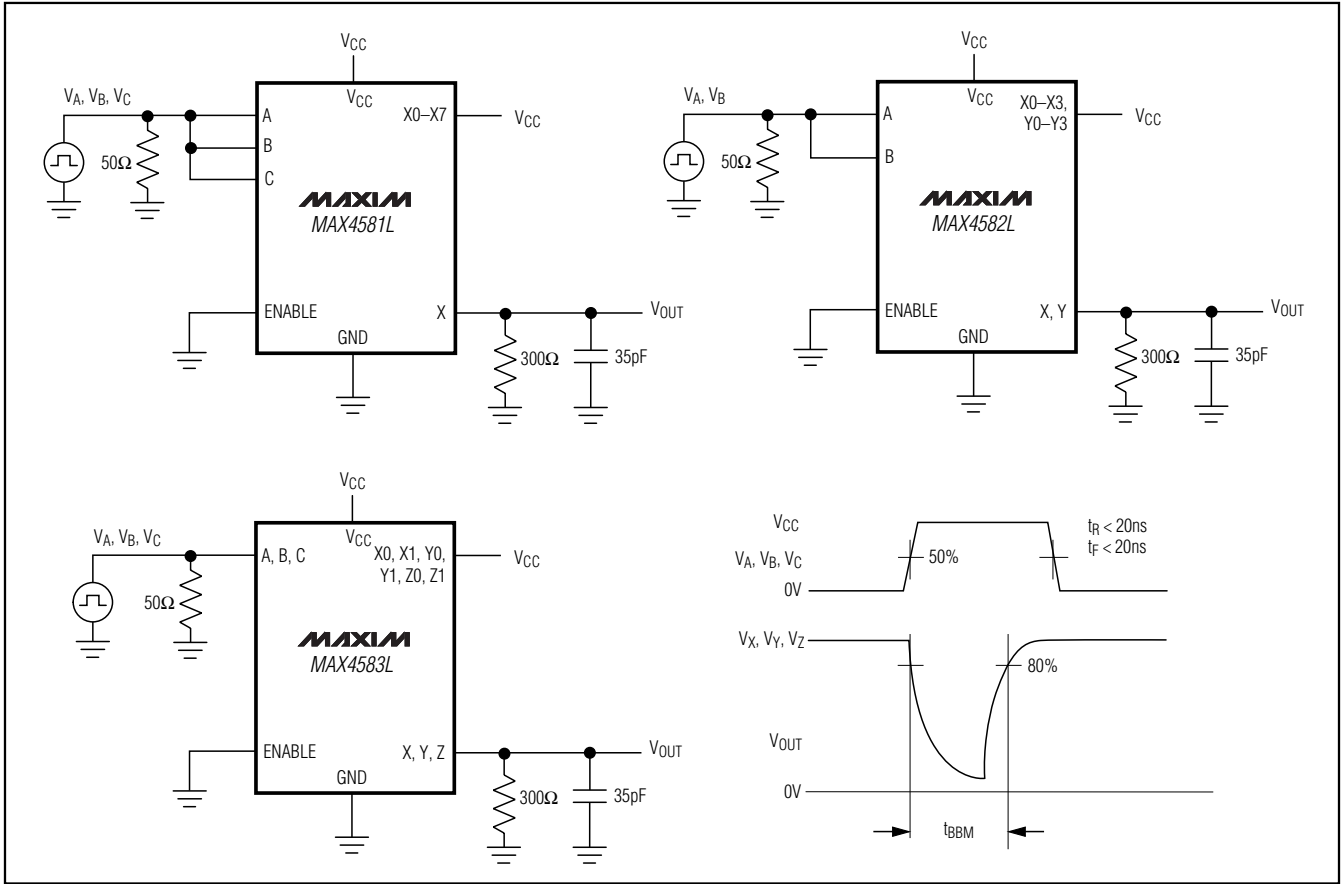 VCC
VCC
VA, VB, VC
A
X0–X7
VCC
B
50Ω
C
MAXIM
MAX4581L
ENABLE
X
VOUT
GND
300Ω
35pF
VCC
VCC
VA, VB
A
X0–X3,
Y0–Y3
VCC
B
50Ω
MAXIM
MAX4582L
ENABLE
X, Y
VOUT
GND
300Ω
35pF
VCC
VCC
VA, VB, VC
A, B, C
X0, X1, Y0,
Y1, Z0, Z1
VCC
50Ω
MAXIM
MAX4583L
ENABLE
X, Y, Z
VOUT
GND
300Ω
35pF
VCC
tR < 20ns
tF < 20ns
VA, VB, VC
50%
0V
VX, VY, VZ
80%
VOUT
0V
tBBM